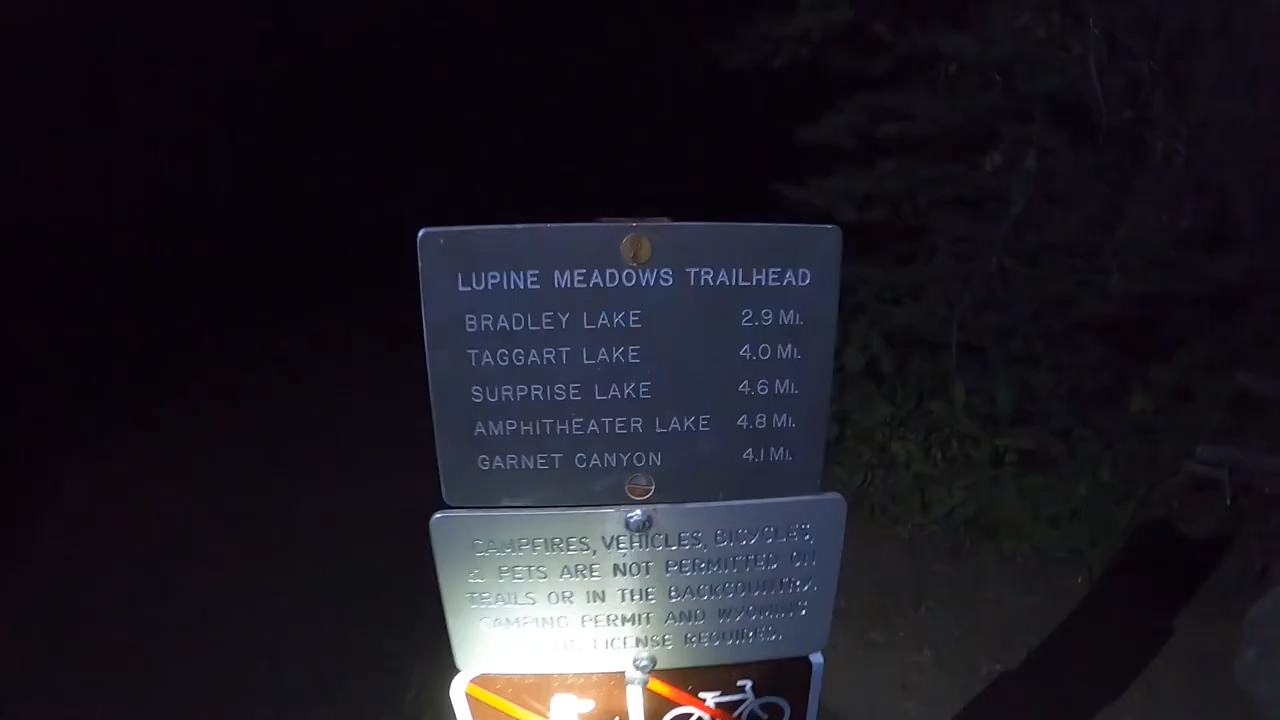 LUPINE MEADOWS TRAILHEAD
BRADLEY LAKE 2.9 MI.
TAGGART LAKE 4.0 MI.
SURPRISE LAKE 4.6 MI.
AMPHITHEATER LAKE 4.8 MI.
GARNET CANYON 4.1 MI.
CAMPFIRES, VEHICLES, BICYCLES,
& PETS ARE NOT PERMITTED ON
TRAILS OR IN THE BACKCOUNTRY.
CAMPING PERMIT AND WYOMING
LICENSE REQUIRED.